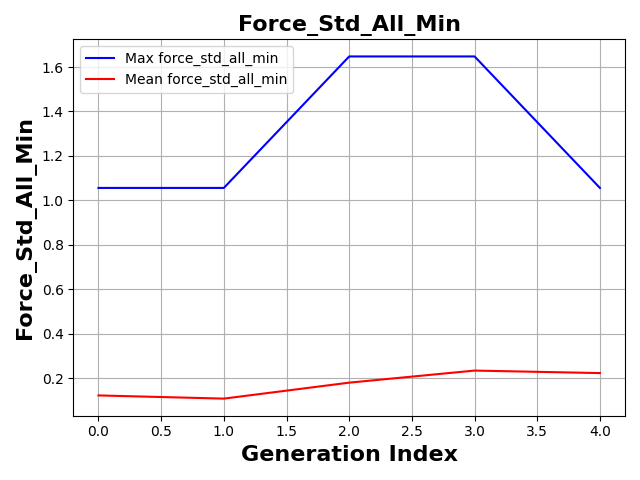 Force_Std_All_Min
Max force_std_all_min
Mean force_std_all_min
Force_Std_All_Min
1.6
1.4
1.2
1.0
0.8
0.6
0.4
0.2
0.0 0.5 1.0 1.5 2.0 2.5 3.0 3.5 4.0
Generation Index